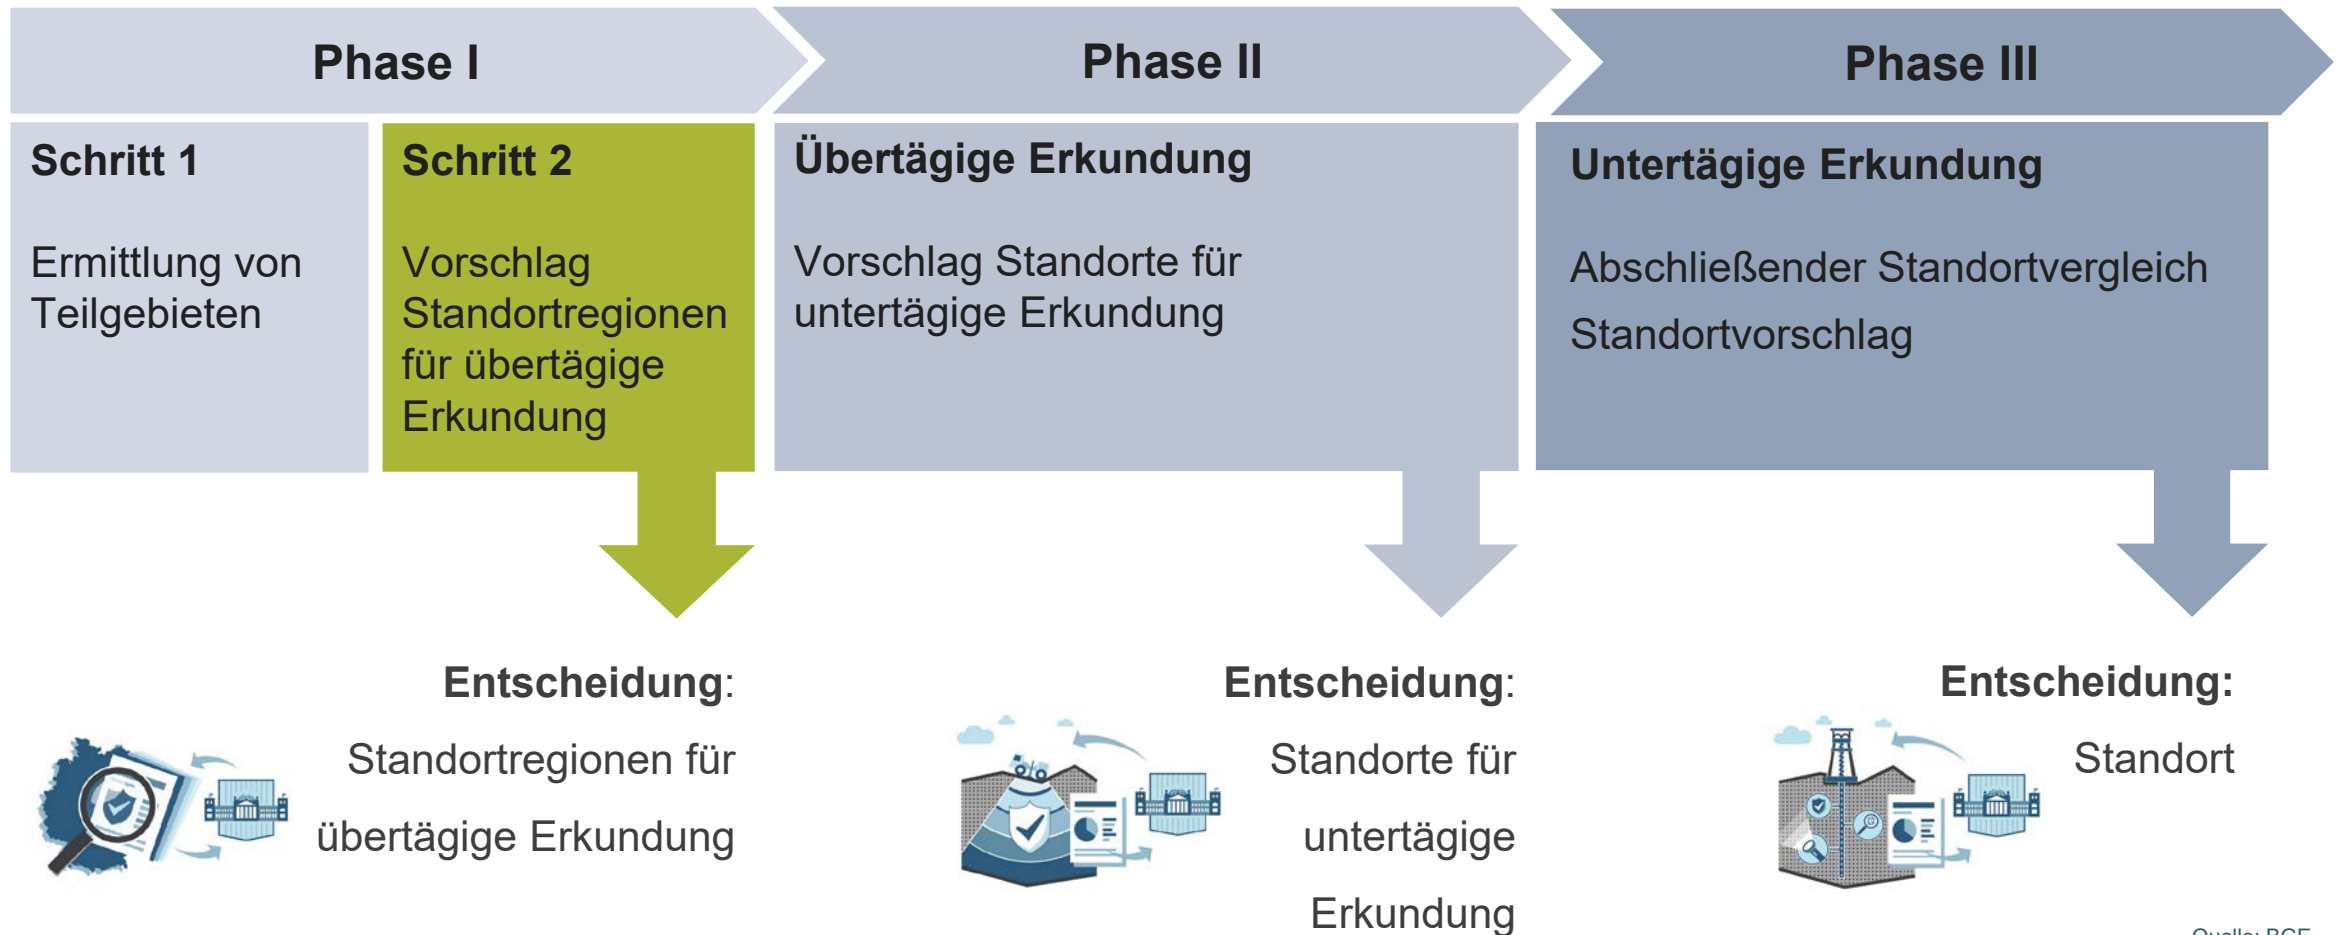 Phase I
Phase II
Phase III
Schritt 1
Ermittlung von
Teilgebieten
Schritt 2
Vorschlag
Standortregionen
für übertägige
Erkundung
Übertägige Erkundung
Vorschlag Standorte für
untertägige Erkundung
Untertägige Erkundung
Abschließender Standortvergleich
Standortvorschlag
Entscheidung:
Standortregionen für
übertägige Erkundung
Entscheidung:
Standorte für
untertägige
Erkundung
Entscheidung:
Standort
Quelle: BGE